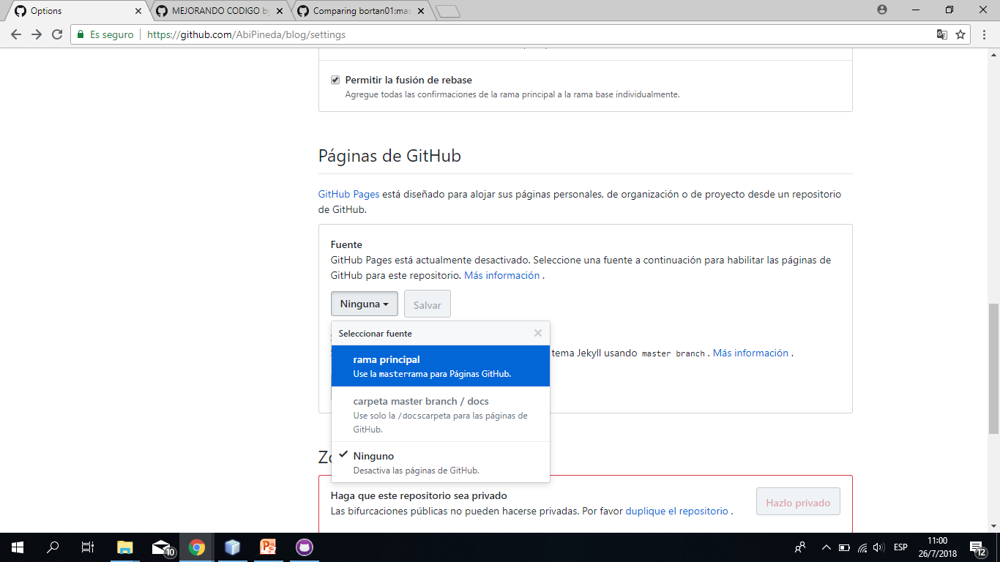 Options
MEJORANDO CODIGO by
Comparing bortan01:mas
Es seguro
https://github.com/AbiPineda/blog/settings
Permitir la fusión de rebase
Agregue todas las confirmaciones de la rama principal a la rama base individualmente.
Páginas de GitHub
GitHub Pages está diseñado para alojar sus páginas personales, de organización o de proyecto desde un repositorio
de GitHub.
Fuente
GitHub Pages está actualmente desactivado. Seleccione una fuente a continuación para habilitar las páginas de
GitHub para este repositorio. Más información .
Ninguna
Salvar
Seleccionar fuente
rama principal
Use la masterrama para Páginas GitHub.
tema Jekyll usando master branch . Más información .
carpeta master branch / docs
Use solo la /docscarpeta para las páginas de
GitHub.
Ninguno
Desactiva las páginas de GitHub.
Haga que este repositorio sea privado
Las bifurcaciones públicas no pueden hacerse privadas. Por favor duplique el repositorio .
Hazlo privado
10
ESP
11:00
26/7/2018
12